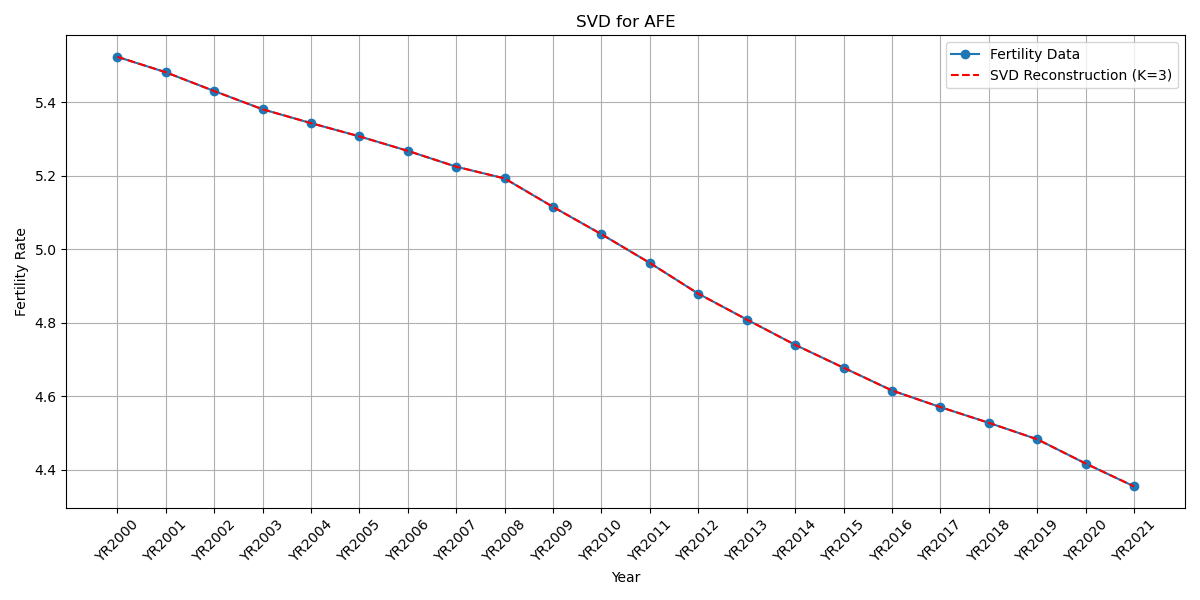 SVD for AFE
Fertility Data
SVD Reconstruction (K=3)
Fertility Rate
5.4
5.2
5.0
4.8
4.6
4.4
YR2000
YR2001
YR2002
YR2003
YR2004
YR2005
YR2006
YR2007
YR2008
YR2009
YR2010
YR2011
YR2012
YR2013
YR2014
YR2015
YR2016
YR2017
YR2018
YR2019
YR2020
YR2021
Year